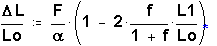 ΔL/Lo := F/α·(1 − 2·f/(1 + f)·L1/Lo)